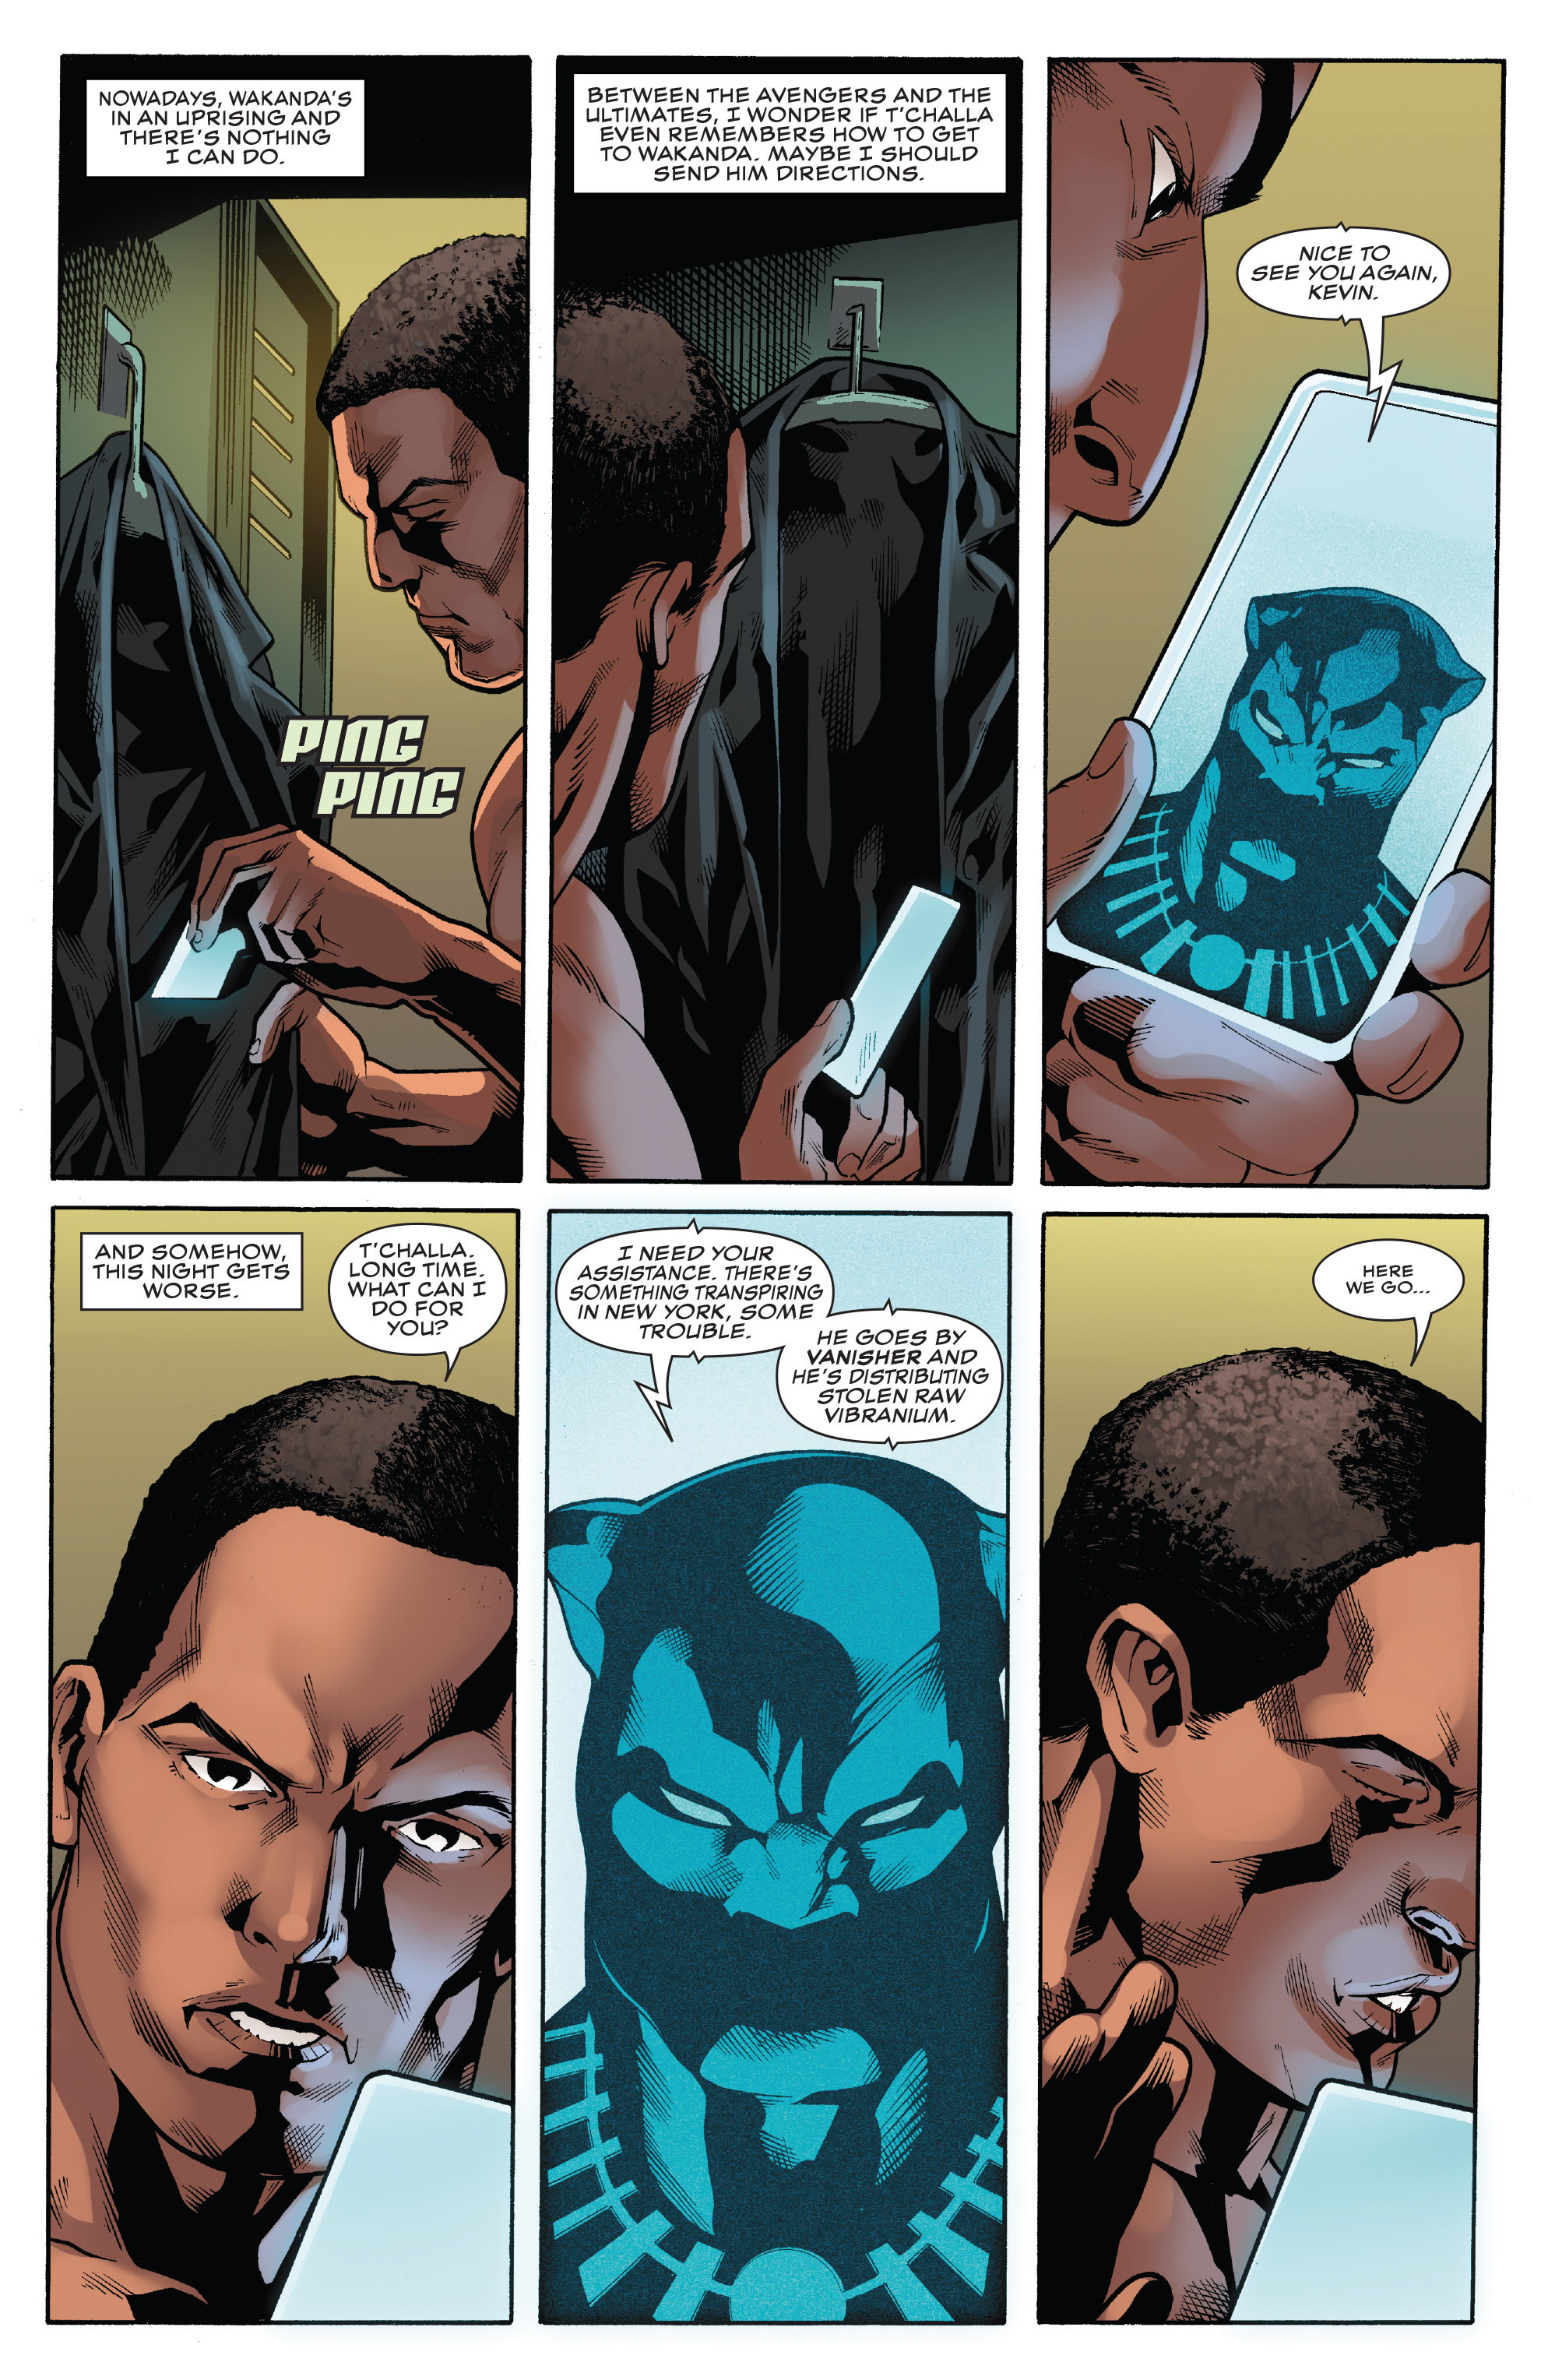 NOWADAYS, WAKANDA'S
IN AN UPRISING AND
THERE'S NOTHING
I CAN DO.
PING
PING
BETWEEN THE AVENGERS AND THE
ULTIMATES, I WONDER IF T'CHALLA
EVEN REMEMBERS HOW TO GET
TO WAKANDA. MAYBE I SHOULD
SEND HIM DIRECTIONS.
NICE TO
SEE YOU AGAIN,
KEVIN.
AND SOMEHOW,
THIS NIGHT GETS
WORSE.
T'CHALLA.
LONG TIME.
WHAT CAN I
DO FOR
YOU?
I NEED YOUR
ASSISTANCE. THERE'S
SOMETHING TRANSPIRING
IN NEW YORK, SOME
TROUBLE.
HE GOES BY
VANISHER AND
HE'S DISTRIBUTING
STOLEN RAW
VIBRANIUM.
HERE
WE GO...